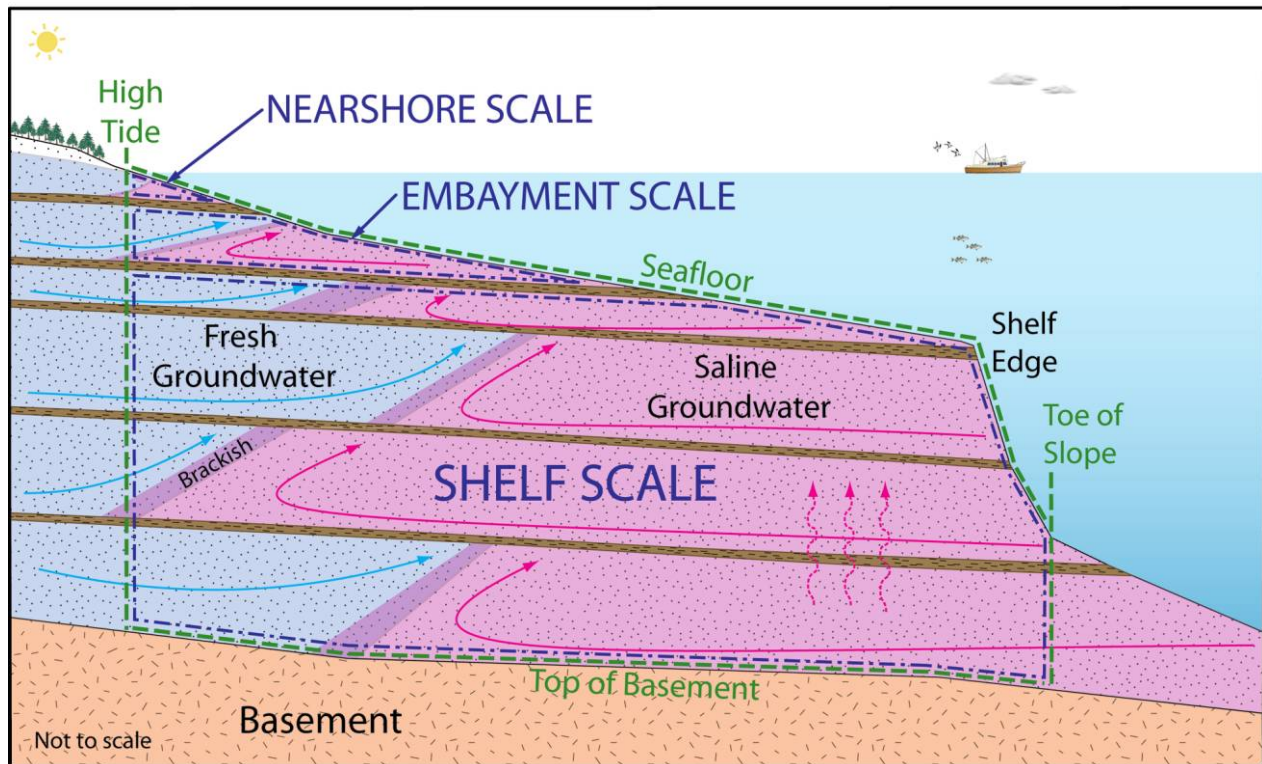 High
Tide
NEARSHORE SCALE
EMBAYMENT SCALE
Seafloor
Fresh
Groundwater
Shelf
Edge
Saline
Groundwater
Toe of
Slope
Brackish
SHELF SCALE
Top of Basement
Basement
Not to scale